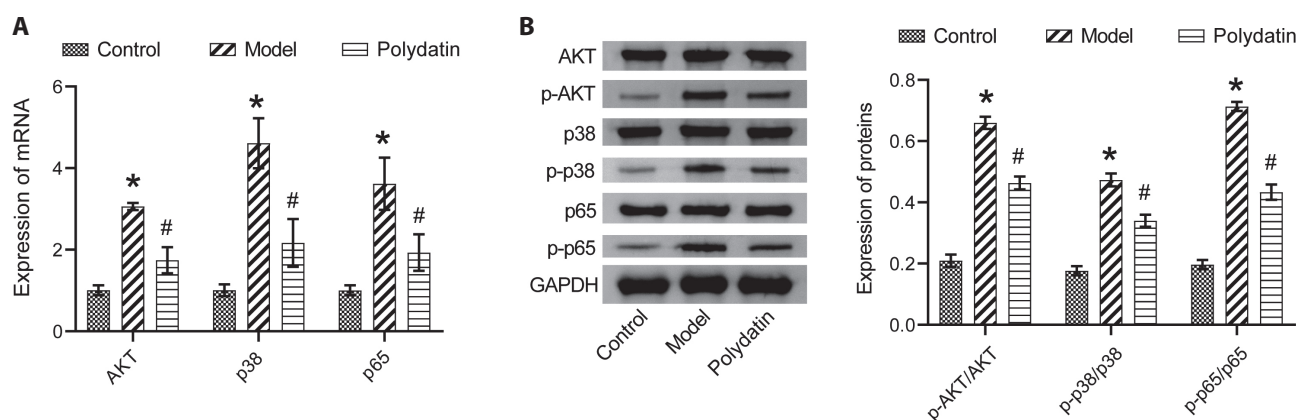 A
Control Model Polydatin
Expression of mRNA
6
4
2
0
* # * # * #
AKT p38 p65
B
AKT
p-AKT
p38
p-p38
p65
p-p65
GAPDH
Control Model Polydatin
Control Model Polydatin
Expression of proteins
0.8
0.6
0.4
0.2
0.0
* # * # * #
p-AKT/AKT p-p38/p38 p-p65/p65